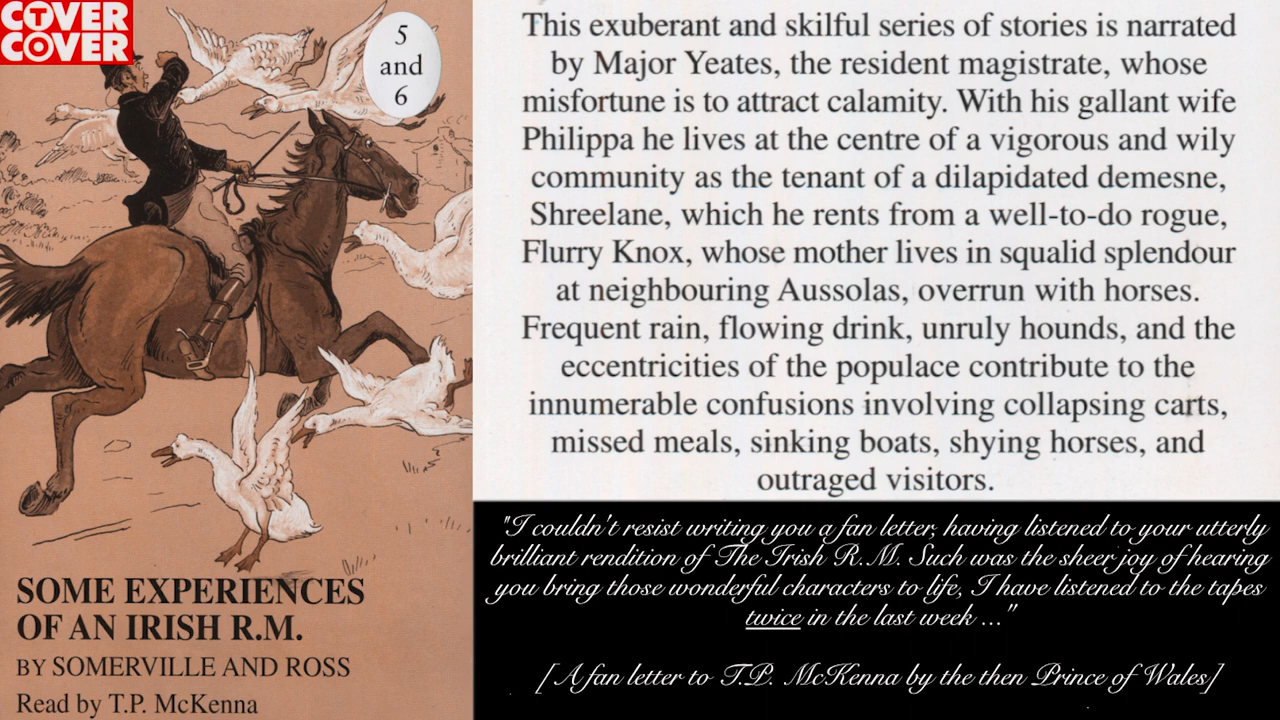 COVER
TO
COVER
5
and
6
SOME EXPERIENCES
OF AN IRISH R.M.
BY SOMERVILLE AND ROSS
Read by T.P. McKenna
This exuberant and skilful series of stories is narrated
by Major Yeates, the resident magistrate, whose
misfortune is to attract calamity. With his gallant wife
Philippa he lives at the centre of a vigorous and wily
community as the tenant of a dilapidated demesne,
Shreelane, which he rents from a well-to-do rogue,
Flurry Knox, whose mother lives in squalid splendour
at neighbouring Aussolas, overrun with horses.
Frequent rain, flowing drink, unruly hounds, and the
eccentricities of the populace contribute to the
innumerable confusions involving collapsing carts,
missed meals, sinking boats, shying horses, and
outraged visitors.
"I couldn't resist writing you a fan letter, having listened to your utterly
brilliant rendition of The Irish R.M. Such was the sheer joy of hearing
you bring those wonderful characters to life, I have listened to the tapes
twice in the last week ..."
[A fan letter to T.P. McKenna by the then Prince of Wales]